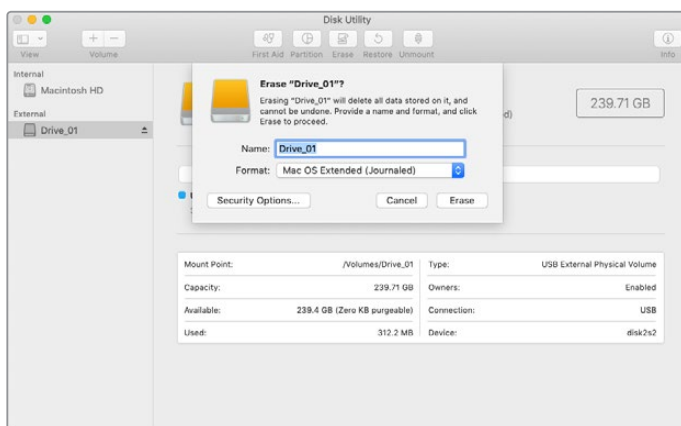 Disk Utility
View
Volume
First Aid
Partition
Erase
Restore
Unmount
Info
Internal
Macintosh HD
External
Drive_01
239.71 GB
Erase “Drive_01”?
Erasing “Drive_01” will delete all data stored on it, and
cannot be undone. Provide a name and format, and click
Erase to proceed.
Name: Drive_01
Format: Mac OS Extended (Journaled)
Security Options...
Cancel
Erase
Mount Point: /Volumes/Drive_01
Type: USB External Physical Volume
Capacity: 239.71 GB
Owners: Enabled
Available: 239.4 GB (Zero KB purgeable)
Connection: USB
Used: 312.2 MB
Device: disk2s2